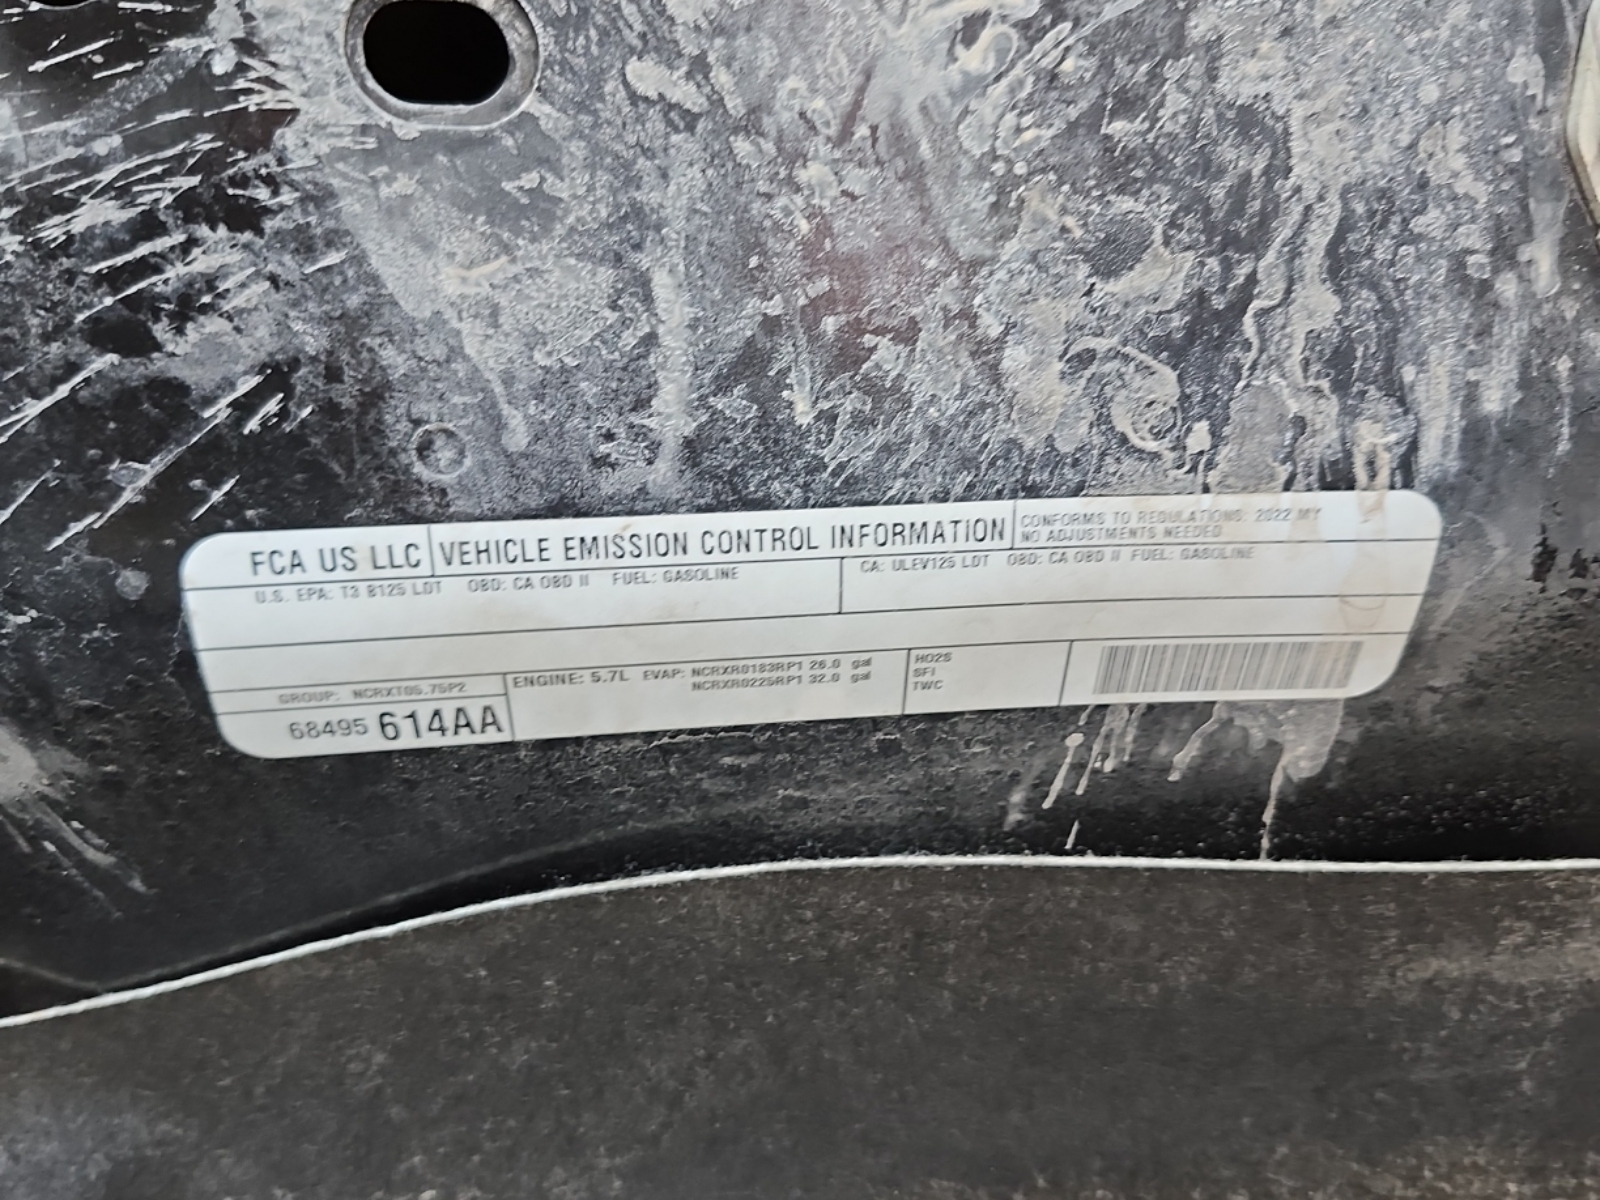 FCA US LLC VEHICLE EMISSION CONTROL INFORMATION
CONFORMS TO REGULATIONS: 2022 MY
NO ADJUSTMENTS NEEDED
U.S. EPA: T3 B125 LDT OBD: CA OBD II FUEL: GASOLINE
CA: ULEV125 LDT OBD: CA OBD II FUEL: GASOLINE
GROUP: NCRXT05.75P2
68495 614AA
ENGINE: 5.7L EVAP: NCRXR0183RP1 26.0 gal
NCRXR0225RP1 32.0 gal
HO2S
SFI
TWC